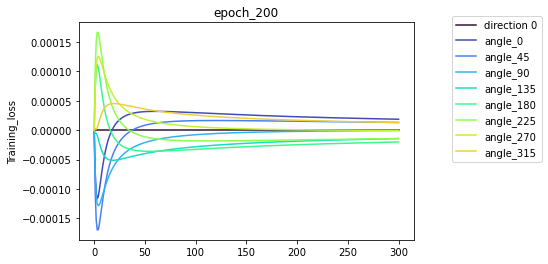 epoch_200
Training_loss
0.00015
0.00010
0.00005
0.00000
−0.00005
−0.00010
−0.00015
0 50 100 150 200 250 300
direction 0
angle_0
angle_45
angle_90
angle_135
angle_180
angle_225
angle_270
angle_315